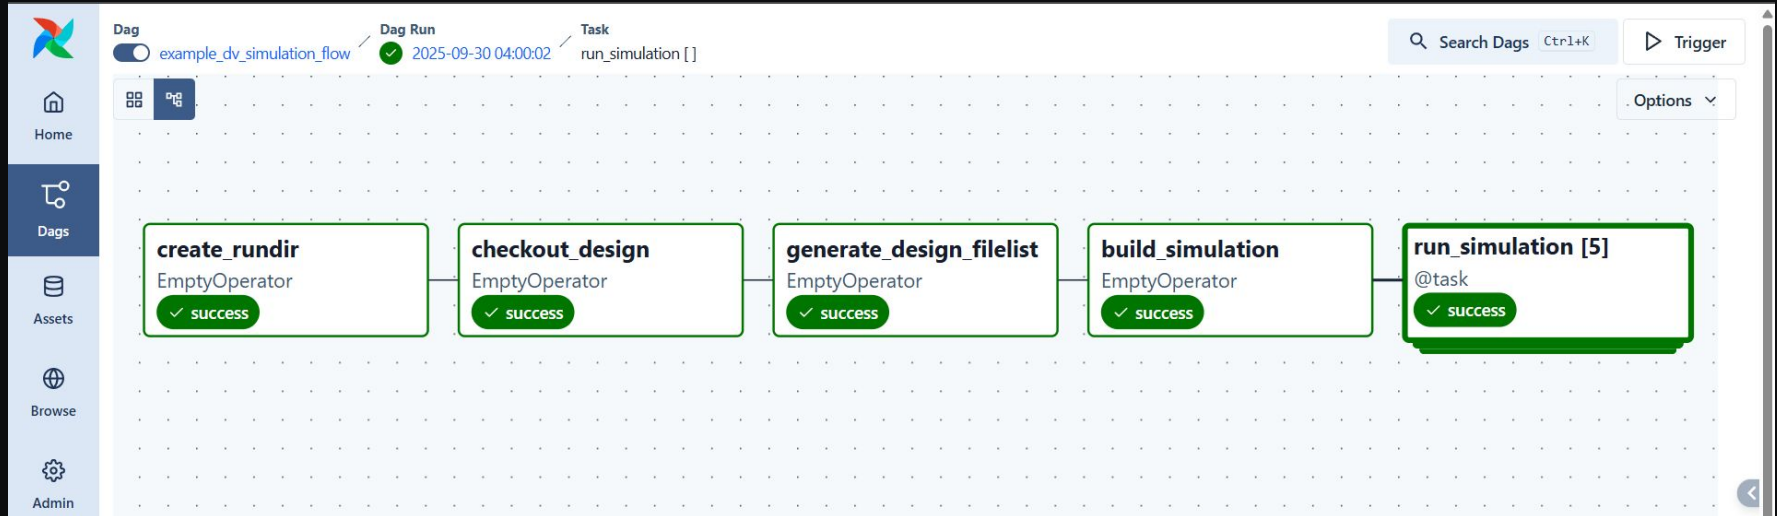 Dag
example_dv_simulation_flow
Dag Run
2025-09-30 04:00:02
Task
run_simulation [ ]
Search Dags Ctrl+K
Trigger
Options
Home
Dags
Assets
Browse
Admin
create_rundir
EmptyOperator
success
checkout_design
EmptyOperator
success
generate_design_filelist
EmptyOperator
success
build_simulation
EmptyOperator
success
run_simulation [5]
@task
success